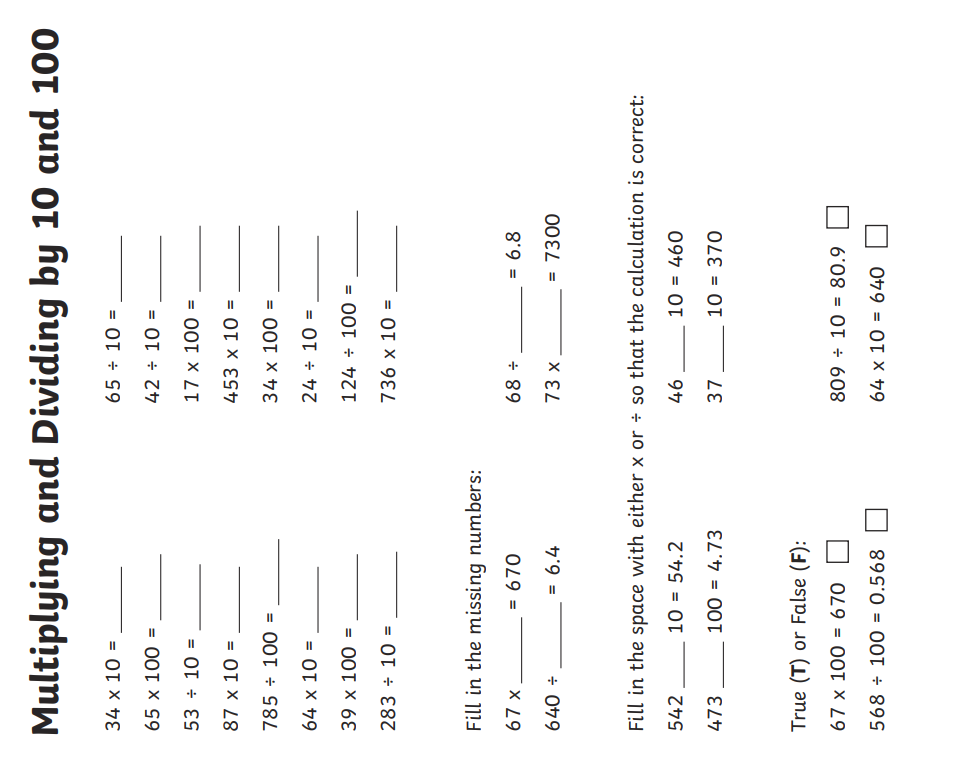 Multiplying and Dividing by 10 and 100
34 x 10 = ______ 65 ÷ 10 = ______
65 x 100 = ______ 42 ÷ 10 = ______
53 ÷ 10 = ______ 17 x 100 = ______
87 x 10 = ______ 453 x 10 = ______
785 ÷ 100 = ______ 34 x 100 = ______
64 x 10 = ______ 24 ÷ 10 = ______
39 x 100 = ______ 124 ÷ 100 = ______
283 ÷ 10 = ______ 736 x 10 = ______
Fill in the missing numbers:
67 x ______ = 670 68 ÷ ______ = 6.8
640 ÷ ______ = 6.4 73 x ______ = 7300
Fill in the space with either x or ÷ so that the calculation is correct:
542 ____ 10 = 54.2 46 ____ 10 = 460
473 ____ 100 = 4.73 37 ____ 10 = 370
True (T) or False (F):
67 x 100 = 670 □ 809 ÷ 10 = 80.9 □
568 ÷ 100 = 0.568 □ 64 x 10 = 640 □